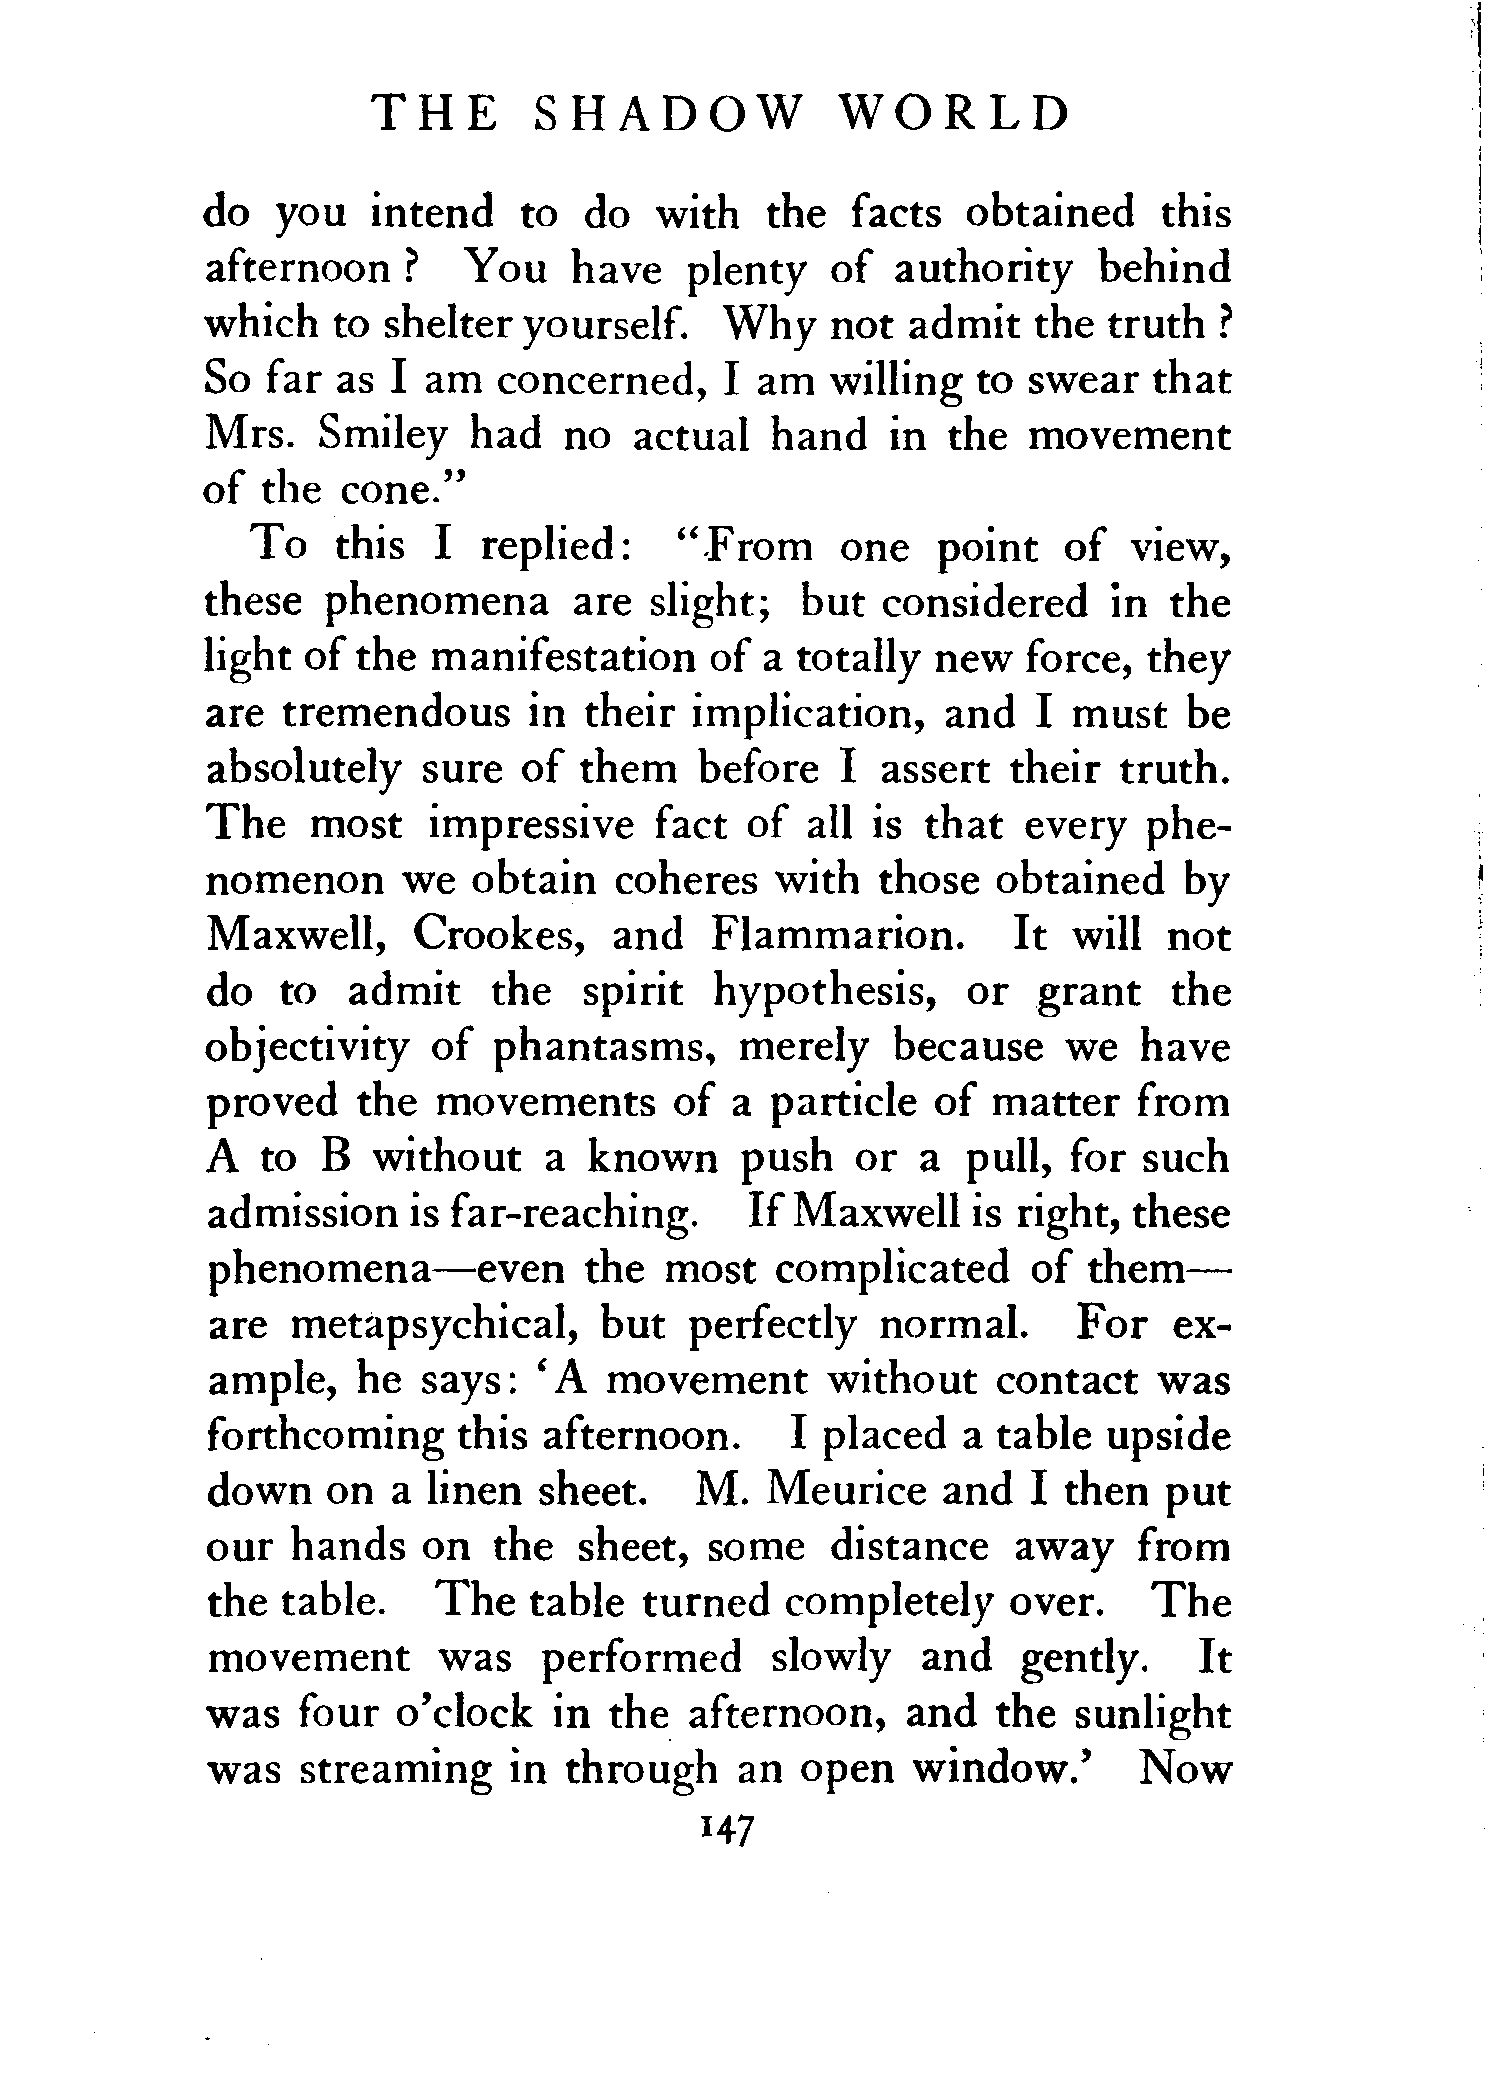 THE SHADOW WORLD
do you intend to do with the facts obtained this
afternoon ? You have plenty of authority behind
which to shelter yourself. Why not admit the truth ?
So far as I am concerned, I am willing to swear that
Mrs. Smiley had no actual hand in the movement
of the cone.”
To this I replied: “From one point of view,
these phenomena are slight; but considered in the
light of the manifestation of a totally new force, they
are tremendous in their implication, and I must be
absolutely sure of them before I assert their truth.
The most impressive fact of all is that every phe-
nomenon we obtain coheres with those obtained by
Maxwell, Crookes, and Flammarion. It will not
do to admit the spirit hypothesis, or grant the
objectivity of phantasms, merely because we have
proved the movements of a particle of matter from
A to B without a known push or a pull, for such
admission is far-reaching. If Maxwell is right, these
phenomena—even the most complicated of them—
are metapsychical, but perfectly normal. For ex-
ample, he says: ‘A movement without contact was
forthcoming this afternoon. I placed a table upside
down on a linen sheet. M. Meurice and I then put
our hands on the sheet, some distance away from
the table. The table turned completely over. The
movement was performed slowly and gently. It
was four o’clock in the afternoon, and the sunlight
was streaming in through an open window.’ Now
147